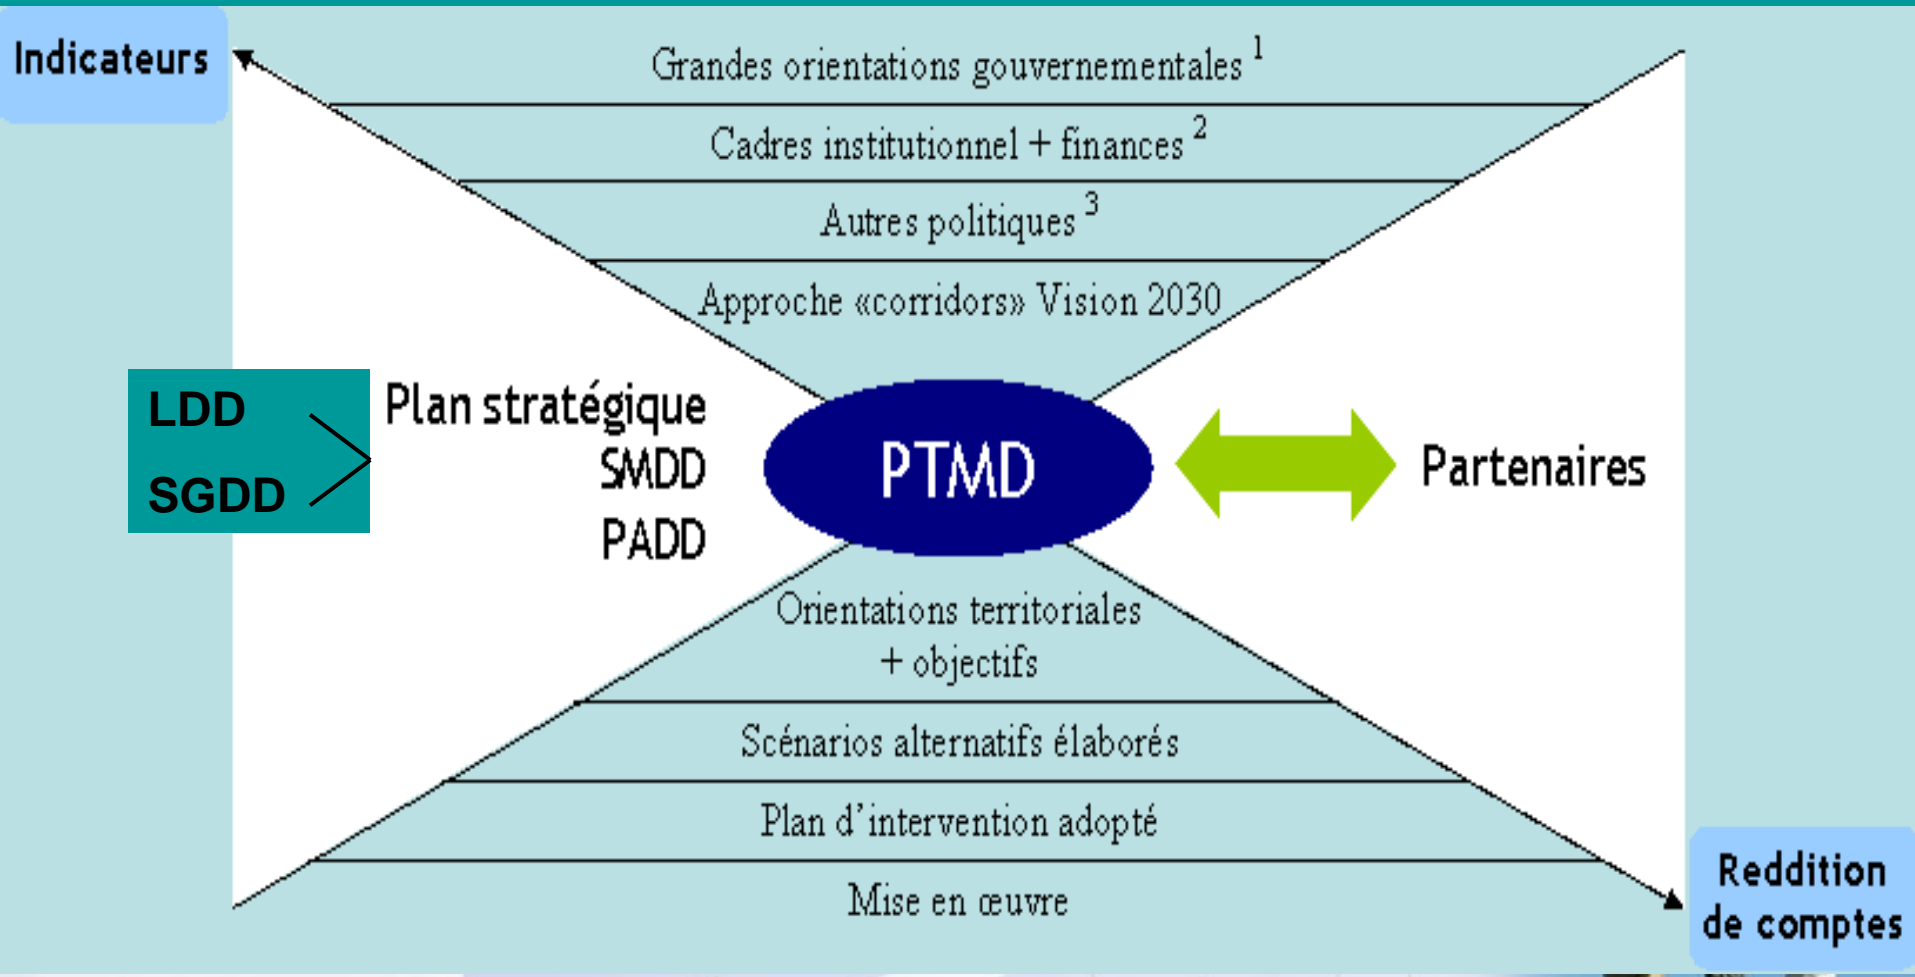 Indicateurs
Grandes orientations gouvernementales 1
Cadres institutionnel + finances 2
Autres politiques 3
Approche «corridors» Vision 2030
LDD
SGDD
Plan stratégique
SMDD
PADD
PTMD
Partenaires
Orientations territoriales
+ objectifs
Scénarios alternatifs élaborés
Plan d’intervention adopté
Mise en œuvre
Reddition
de comptes